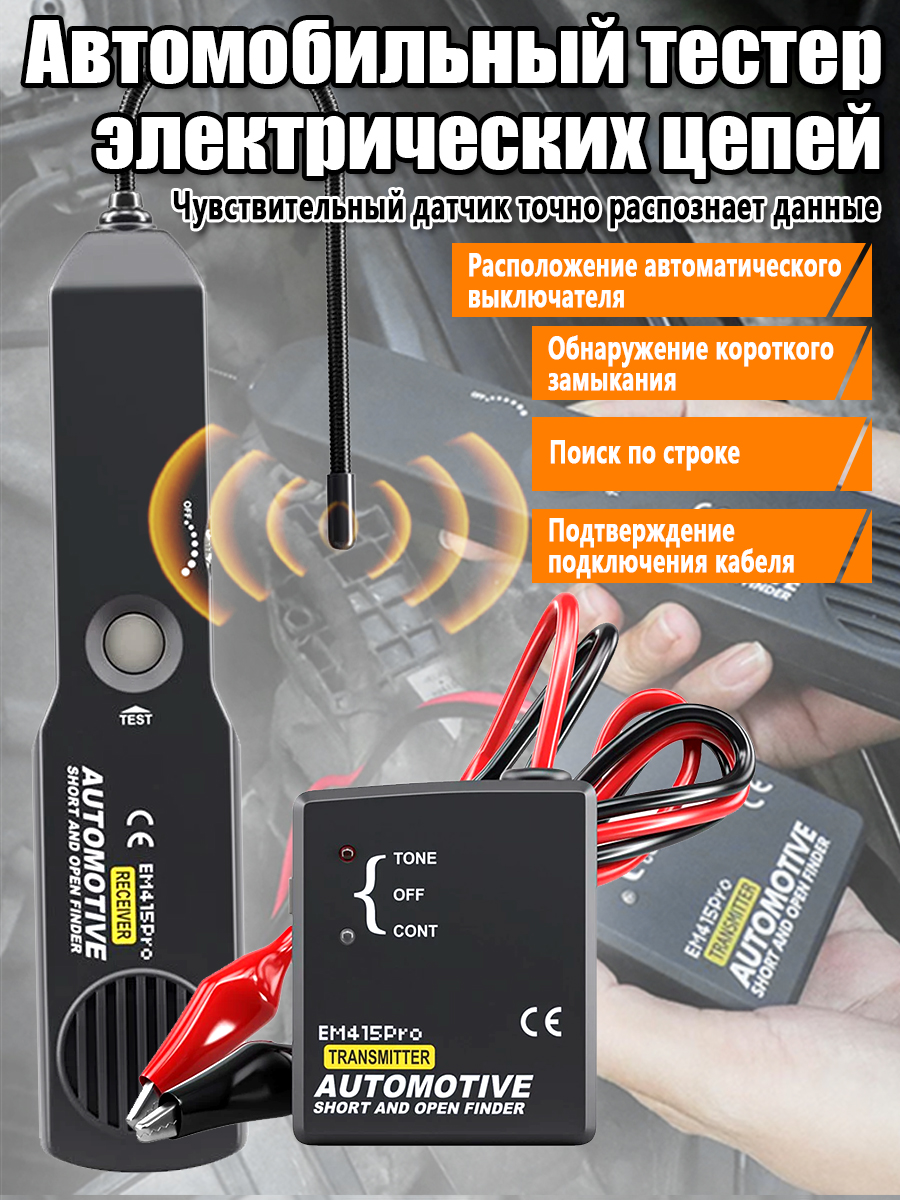 Автомобильный тестер
электрических цепей
Чувствительный датчик точно распознает данные
Расположение автоматического
выключателя
Обнаружение короткого
замыкания
Поиск по строке
Подтверждение
подключения кабеля
OFF
OFF
TEST
AUTOMOTIVE
SHORT AND OPEN FINDER
CE
EM415Pro
RECEIVER
TONE
OFF
CONT
EM415Pro
CE
TRANSMITTER
AUTOMOTIVE
SHORT AND OPEN FINDER
CE
EM415Pro
TRANSMITTER
AUTOMOTIVE
SHORT AND OPEN FINDER